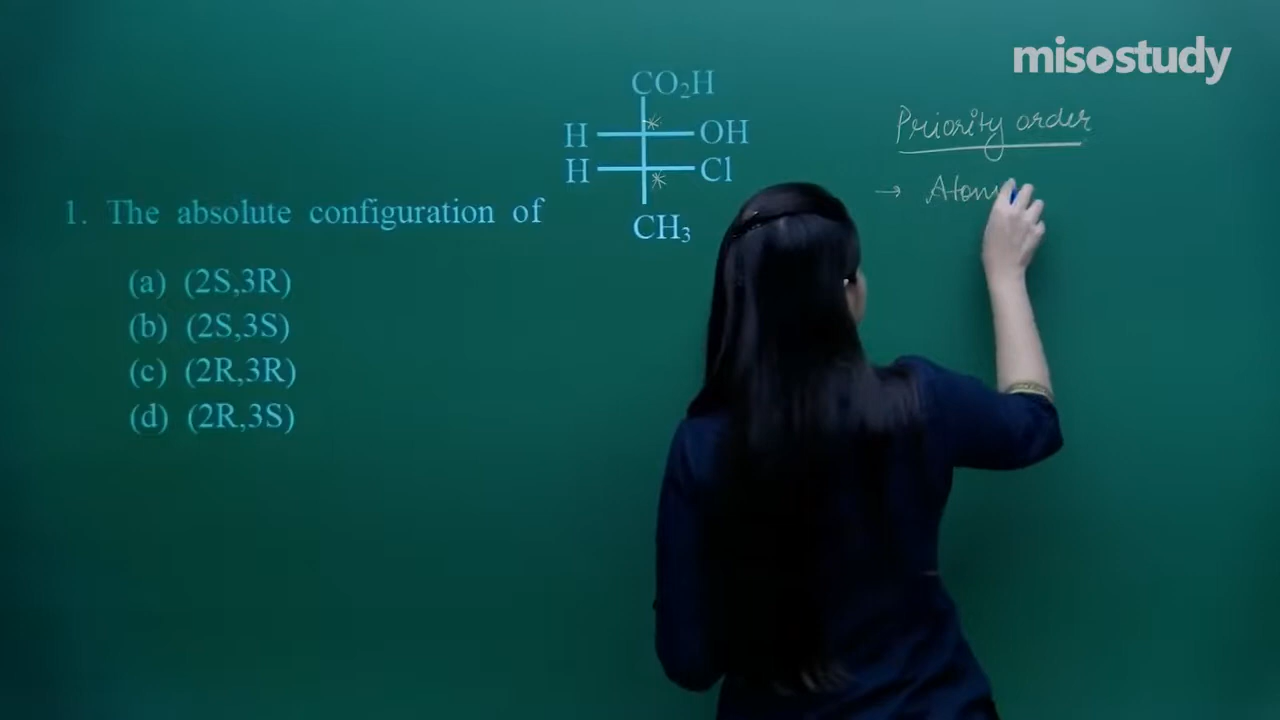 misostudy
CO₂H
H OH
H Cl
CH₃
Priority order
→ Atom
1. The absolute configuration of
(a) (2S,3R)
(b) (2S,3S)
(c) (2R,3R)
(d) (2R,3S)